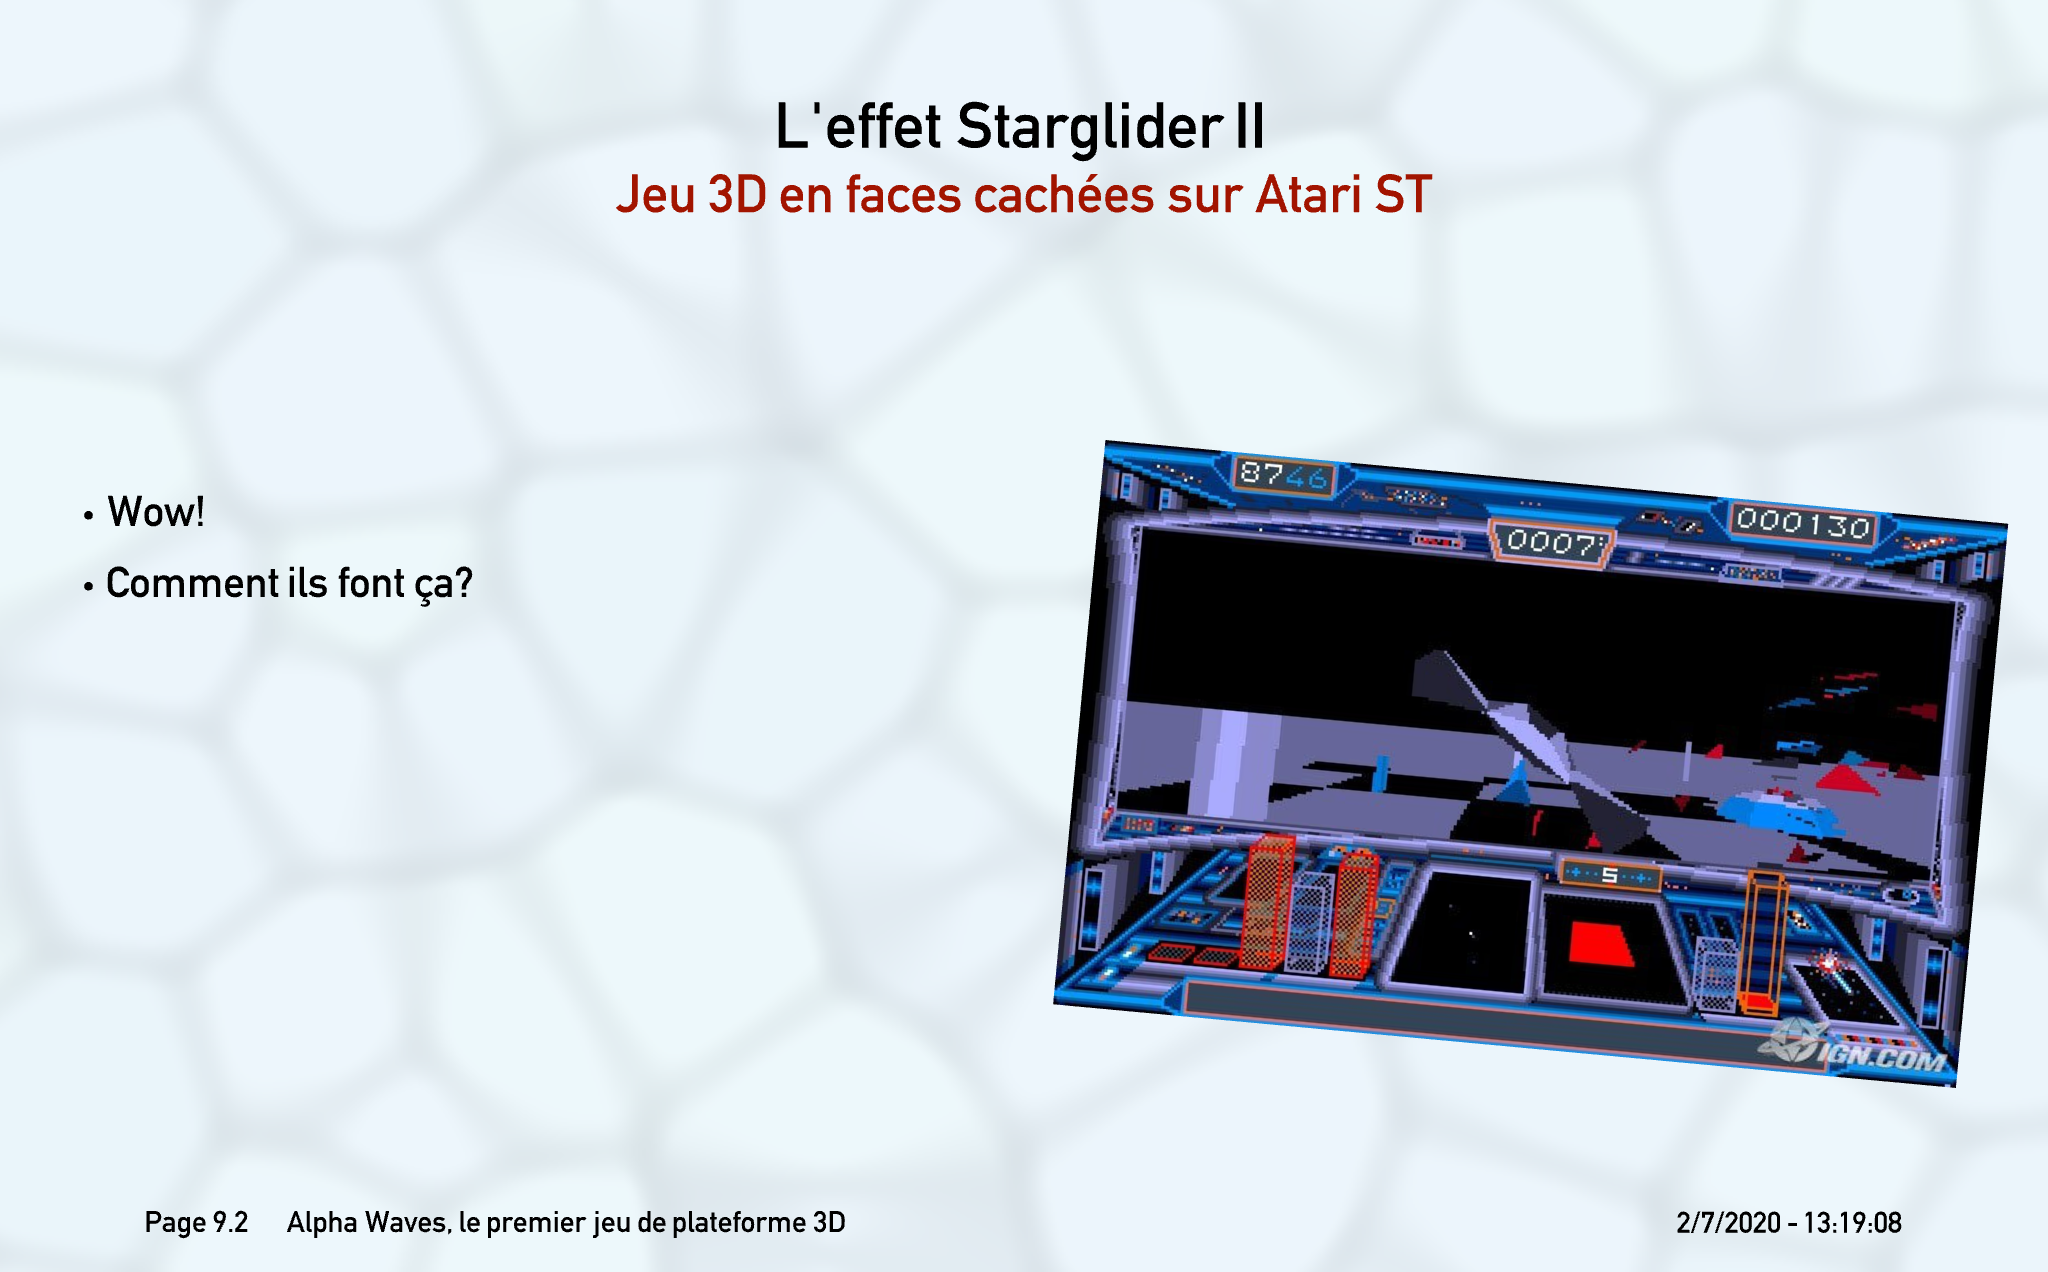 L'effet Starglider II
Jeu 3D en faces cachées sur Atari ST
• Wow!
• Comment ils font ça?
8746
000130
0007
S
IGN.COM
Page 9.2 Alpha Waves, le premier jeu de plateforme 3D 2/7/2020 - 13:19:08